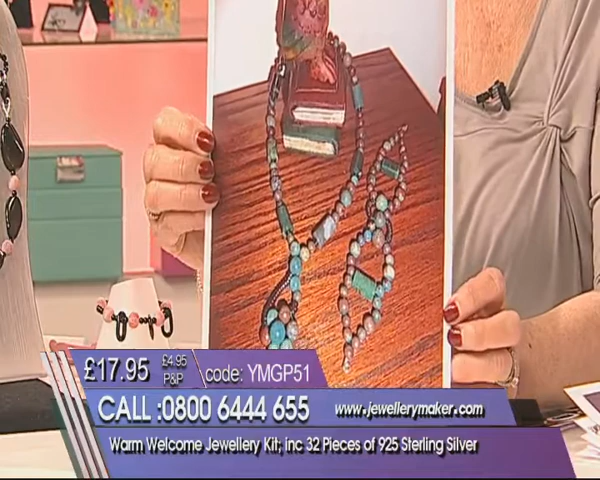 £17.95 £4.95 P&P code: YMGP51
CALL :0800 6444 655 www.jewellerymaker.com
Warm Welcome Jewellery Kit; inc 32 Pieces of 925 Sterling Silver